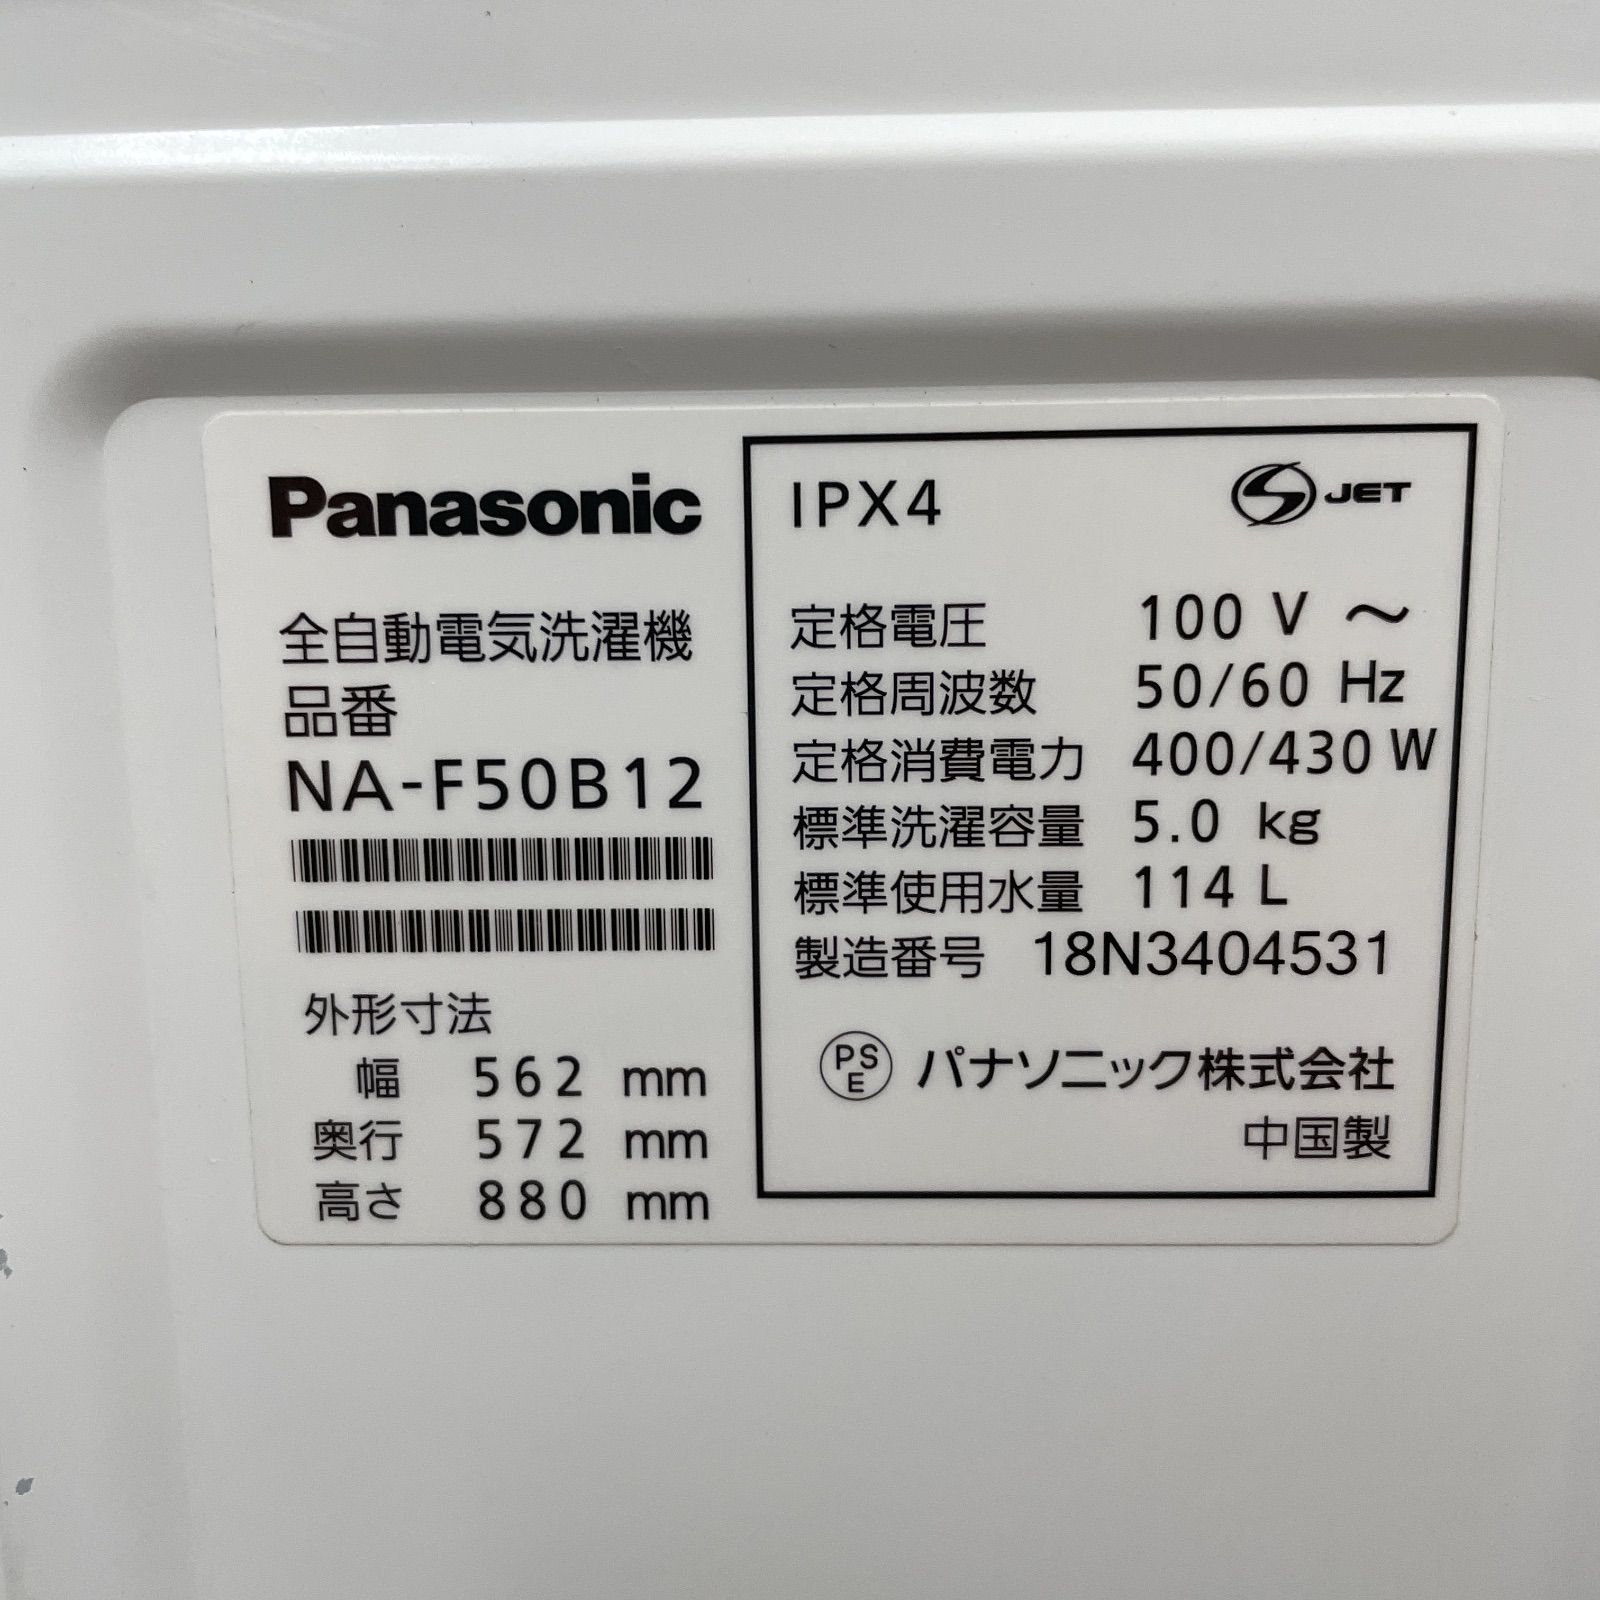 Panasonic
全自動電気洗濯機
品番
NA-F50B12
外形寸法
幅 562 mm
奥行 572 mm
高さ 880 mm
IPX4 S JET
定格電圧 100 V ～
定格周波数 50/60 Hz
定格消費電力 400/430 W
標準洗濯容量 5.0 kg
標準使用水量 114 L
製造番号 18N3404531
PSE パナソニック株式会社
中国製